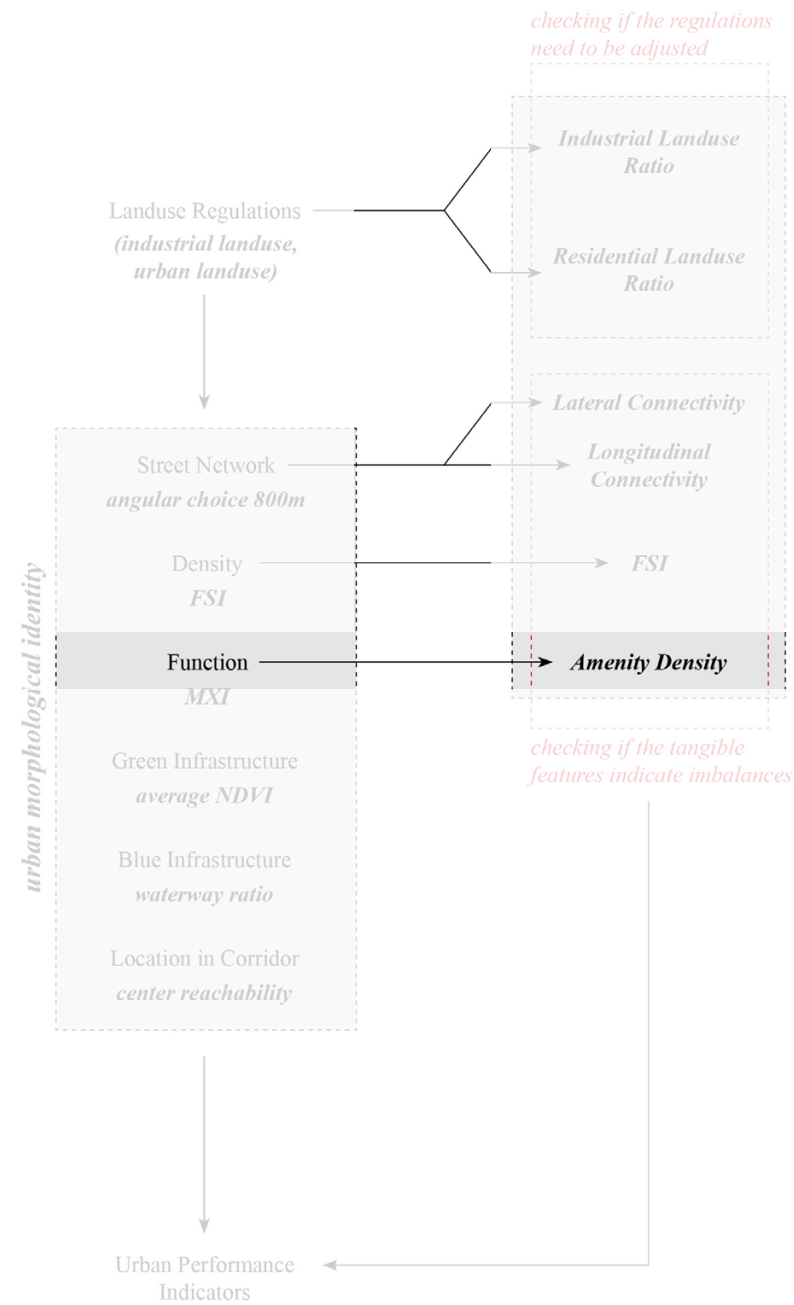 checking if the regulations
need to be adjusted
Industrial Landuse
Ratio
Landuse Regulations
(industrial landuse,
urban landuse)
Residential Landuse
Ratio
Lateral Connectivity
Street Network
angular choice 800m
Longitudinal
Connectivity
Density
FSI
FSI
Function
MXI
Amenity Density
urban morphological identity
Green Infrastructure
average NDVI
checking if the tangible
features indicate imbalances
Blue Infrastructure
waterway ratio
Location in Corridor
center reachability
Urban Performance
Indicators